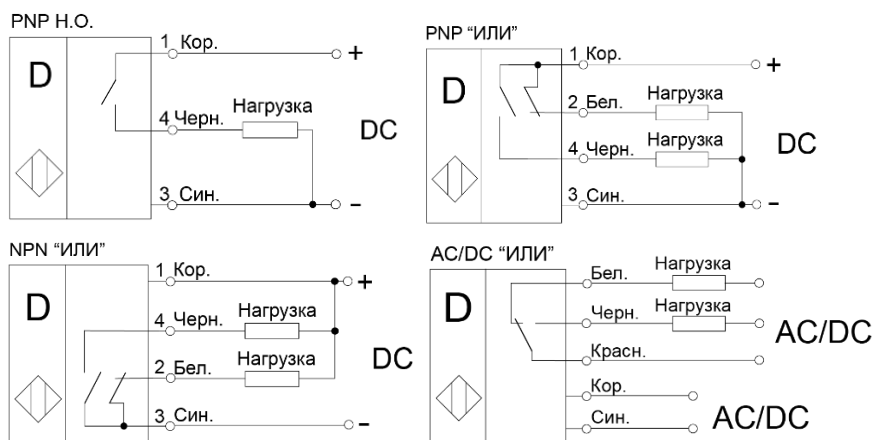 PNP Н.О.
D
1 Кор.
+
4 Черн.
Нагрузка
DC
3 Син.
-
PNP “ИЛИ”
D
1 Кор.
+
2 Бел.
Нагрузка
4 Черн.
Нагрузка
DC
3 Син.
-
NPN “ИЛИ”
D
1 Кор.
+
4 Черн.
Нагрузка
2 Бел.
Нагрузка
DC
3 Син.
-
AC/DC “ИЛИ”
D
Бел.
Нагрузка
Черн.
Нагрузка
AC/DC
Красн.
Кор.
AC/DC
Син.